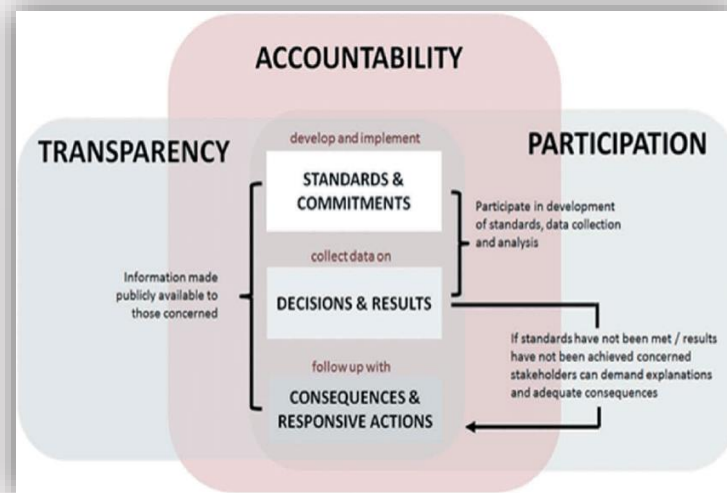 ACCOUNTABILITY
TRANSPARENCY
PARTICIPATION
develop and implement
STANDARDS &
COMMITMENTS
Participate in development
of standards, data collection
and analysis
collect data on
Information made
publicly available to
those concerned
DECISIONS & RESULTS
If standards have not been met / results
have not been achieved concerned
stakeholders can demand explanations
and adequate consequences
follow up with
CONSEQUENCES &
RESPONSIVE ACTIONS